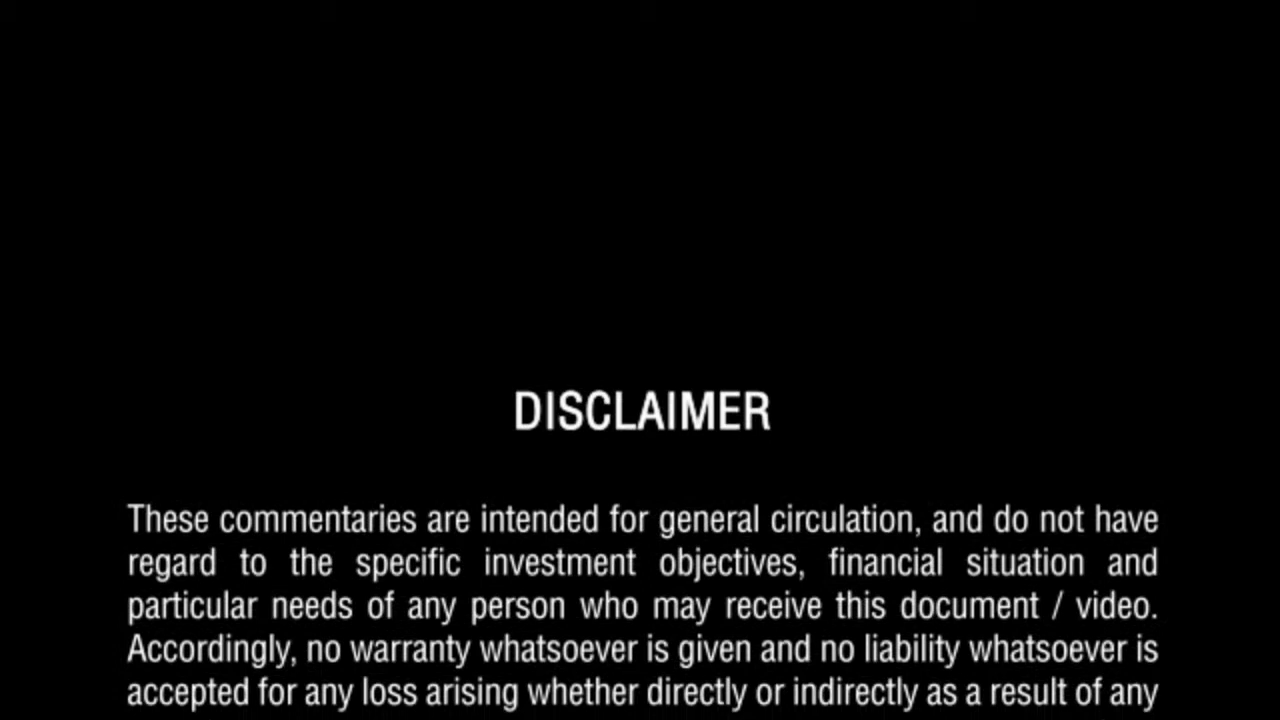 DISCLAIMER
These commentaries are intended for general circulation, and do not have
regard to the specific investment objectives, financial situation and
particular needs of any person who may receive this document / video.
Accordingly, no warranty whatsoever is given and no liability whatsoever is
accepted for any loss arising whether directly or indirectly as a result of any